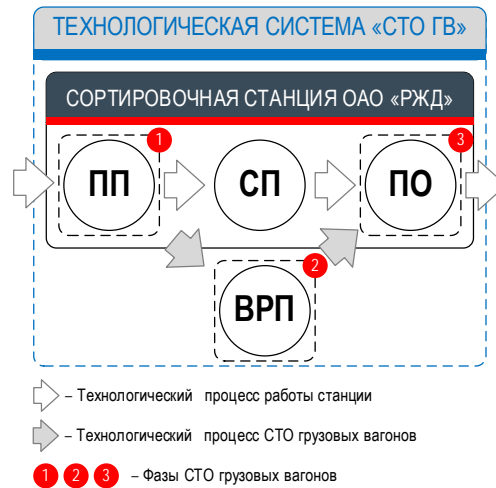 ТЕХНОЛОГИЧЕСКАЯ СИСТЕМА «СТО ГВ»
СОРТИРОВОЧНАЯ СТАНЦИЯ ОАО «РЖД»
1
3
ПП
СП
ПО
2
ВРП
– Технологический процесс работы станции
– Технологический процесс СТО грузовых вагонов
1 2 3 – Фазы СТО грузовых вагонов